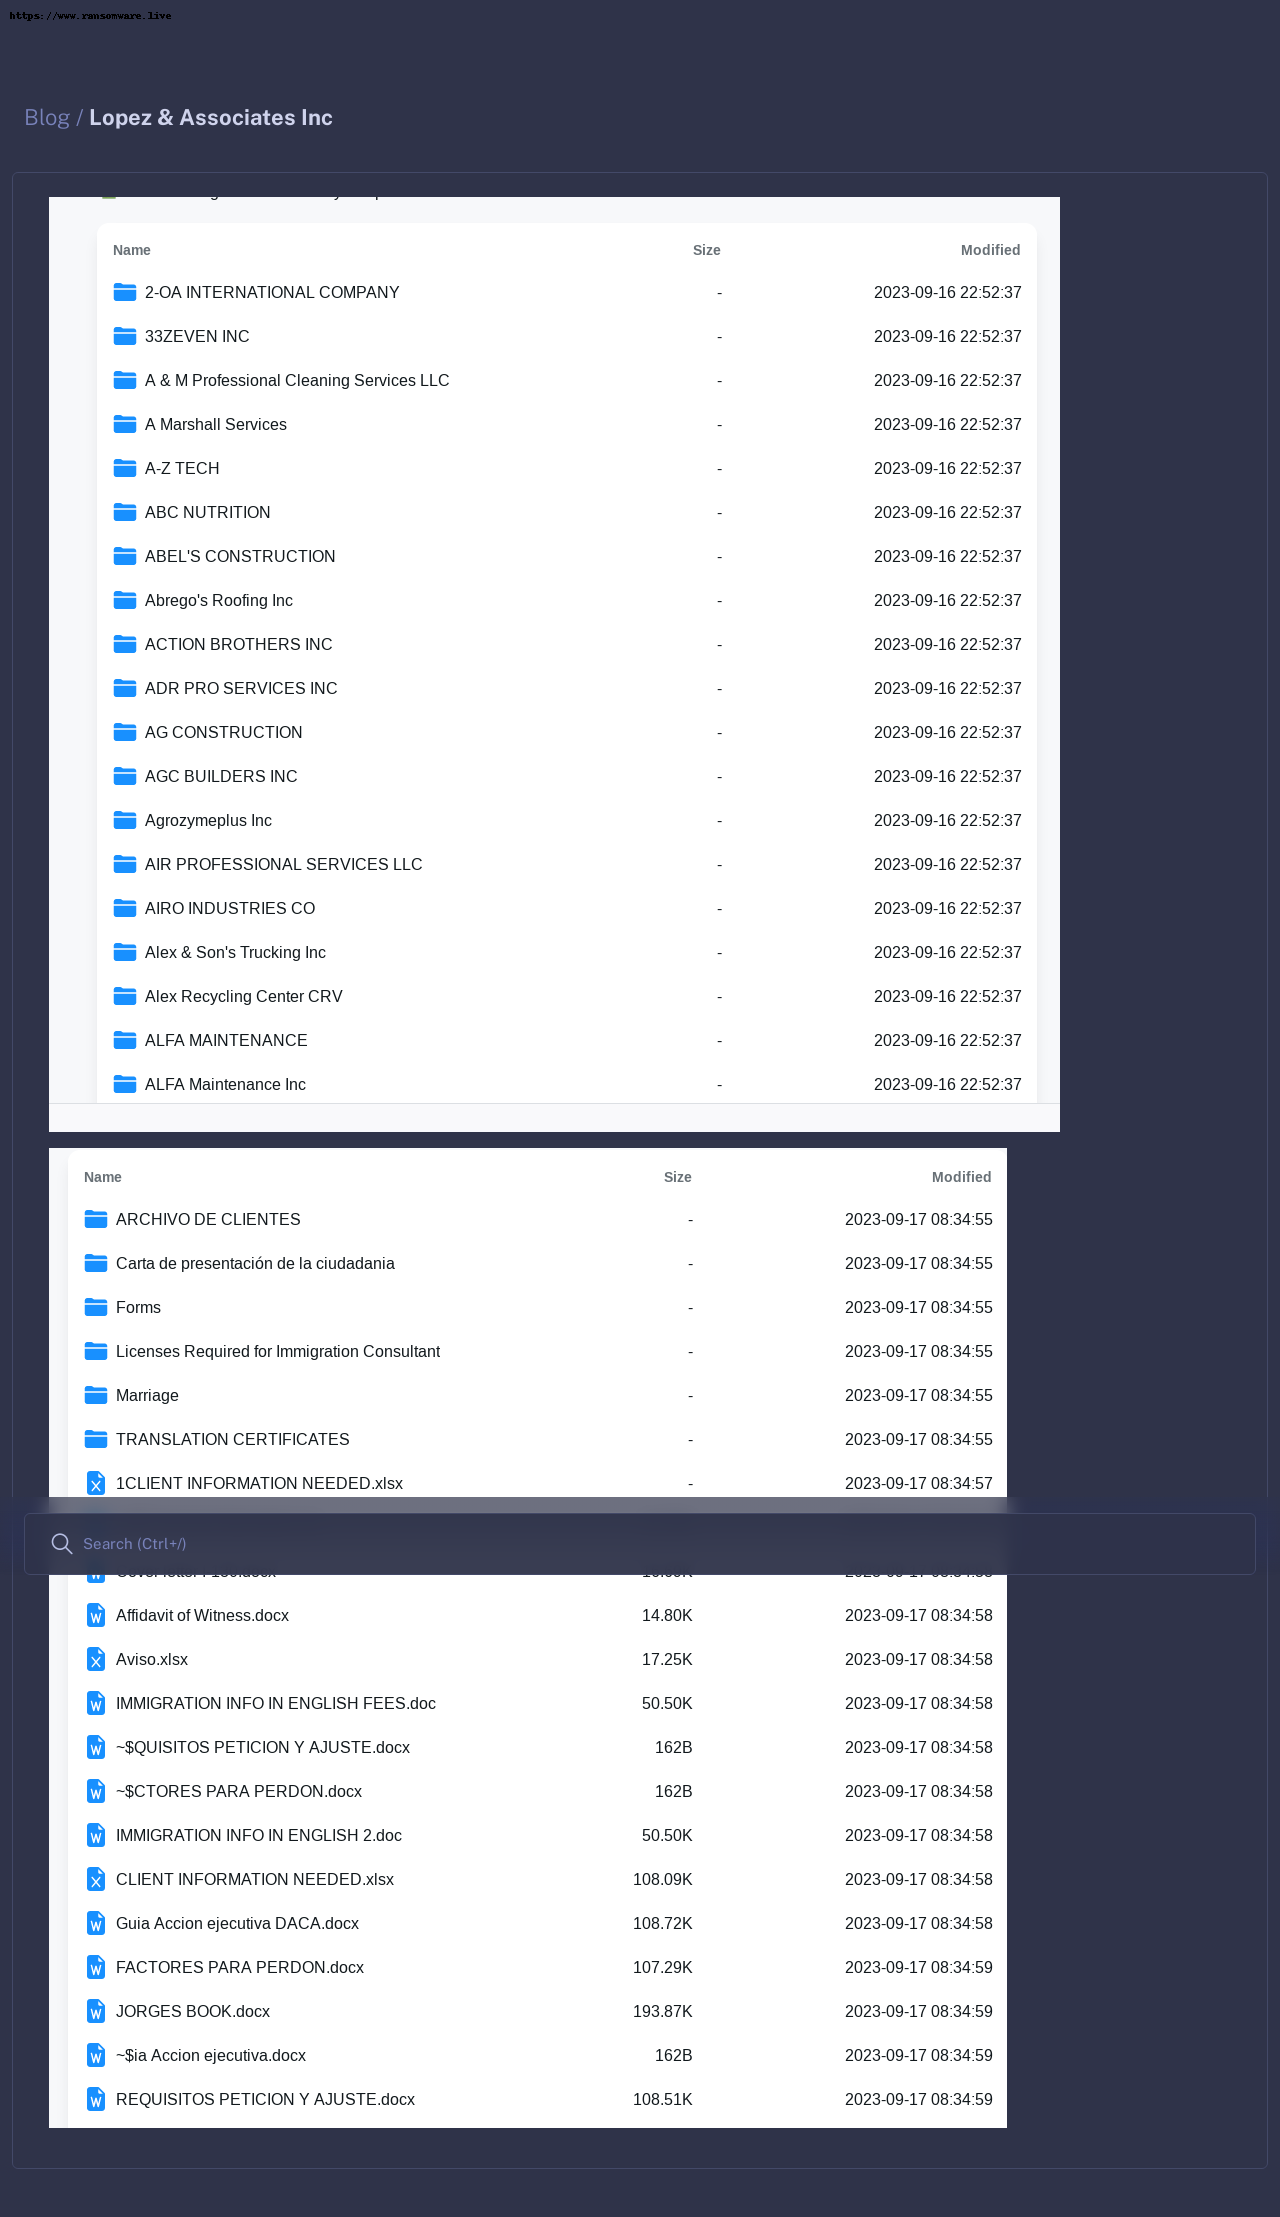 https://www.ransomware.live
Blog / Lopez & Associates Inc
Name Size Modified
2-OA INTERNATIONAL COMPANY - 2023-09-16 22:52:37
33ZEVEN INC - 2023-09-16 22:52:37
A & M Professional Cleaning Services LLC - 2023-09-16 22:52:37
A Marshall Services - 2023-09-16 22:52:37
A-Z TECH - 2023-09-16 22:52:37
ABC NUTRITION - 2023-09-16 22:52:37
ABEL'S CONSTRUCTION - 2023-09-16 22:52:37
Abrego's Roofing Inc - 2023-09-16 22:52:37
ACTION BROTHERS INC - 2023-09-16 22:52:37
ADR PRO SERVICES INC - 2023-09-16 22:52:37
AG CONSTRUCTION - 2023-09-16 22:52:37
AGC BUILDERS INC - 2023-09-16 22:52:37
Agrozymeplus Inc - 2023-09-16 22:52:37
AIR PROFESSIONAL SERVICES LLC - 2023-09-16 22:52:37
AIRO INDUSTRIES CO - 2023-09-16 22:52:37
Alex & Son's Trucking Inc - 2023-09-16 22:52:37
Alex Recycling Center CRV - 2023-09-16 22:52:37
ALFA MAINTENANCE - 2023-09-16 22:52:37
ALFA Maintenance Inc - 2023-09-16 22:52:37
Name Size Modified
ARCHIVO DE CLIENTES - 2023-09-17 08:34:55
Carta de presentación de la ciudadania - 2023-09-17 08:34:55
Forms - 2023-09-17 08:34:55
Licenses Required for Immigration Consultant - 2023-09-17 08:34:55
Marriage - 2023-09-17 08:34:55
TRANSLATION CERTIFICATES - 2023-09-17 08:34:55
1CLIENT INFORMATION NEEDED.xlsx - 2023-09-17 08:34:57
Search (Ctrl+/)
Affidavit of Witness.docx 14.80K 2023-09-17 08:34:58
Aviso.xlsx 17.25K 2023-09-17 08:34:58
IMMIGRATION INFO IN ENGLISH FEES.doc 50.50K 2023-09-17 08:34:58
~$QUISITOS PETICION Y AJUSTE.docx 162B 2023-09-17 08:34:58
~$CTORES PARA PERDON.docx 162B 2023-09-17 08:34:58
IMMIGRATION INFO IN ENGLISH 2.doc 50.50K 2023-09-17 08:34:58
CLIENT INFORMATION NEEDED.xlsx 108.09K 2023-09-17 08:34:58
Guia Accion ejecutiva DACA.docx 108.72K 2023-09-17 08:34:58
FACTORES PARA PERDON.docx 107.29K 2023-09-17 08:34:59
JORGES BOOK.docx 193.87K 2023-09-17 08:34:59
~$ia Accion ejecutiva.docx 162B 2023-09-17 08:34:59
REQUISITOS PETICION Y AJUSTE.docx 108.51K 2023-09-17 08:34:59